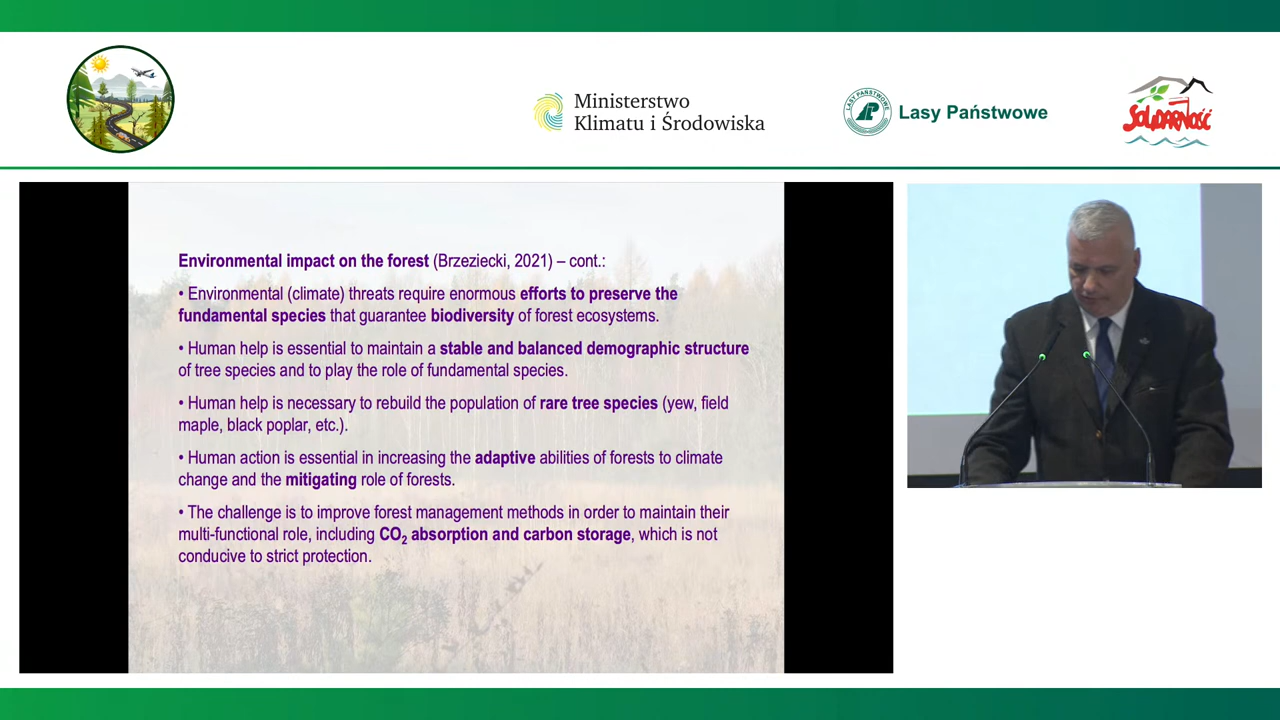 Ministerstwo
Klimatu i Środowiska
LASY PAŃSTWOWE
Lasy Państwowe
SOLIDARNOŚĆ
Environmental impact on the forest (Brzeziecki, 2021) – cont.:
• Environmental (climate) threats require enormous efforts to preserve the
fundamental species that guarantee biodiversity of forest ecosystems.
• Human help is essential to maintain a stable and balanced demographic structure
of tree species and to play the role of fundamental species.
• Human help is necessary to rebuild the population of rare tree species (yew, field
maple, black poplar, etc.).
• Human action is essential in increasing the adaptive abilities of forests to climate
change and the mitigating role of forests.
• The challenge is to improve forest management methods in order to maintain their
multi-functional role, including CO₂ absorption and carbon storage, which is not
conducive to strict protection.